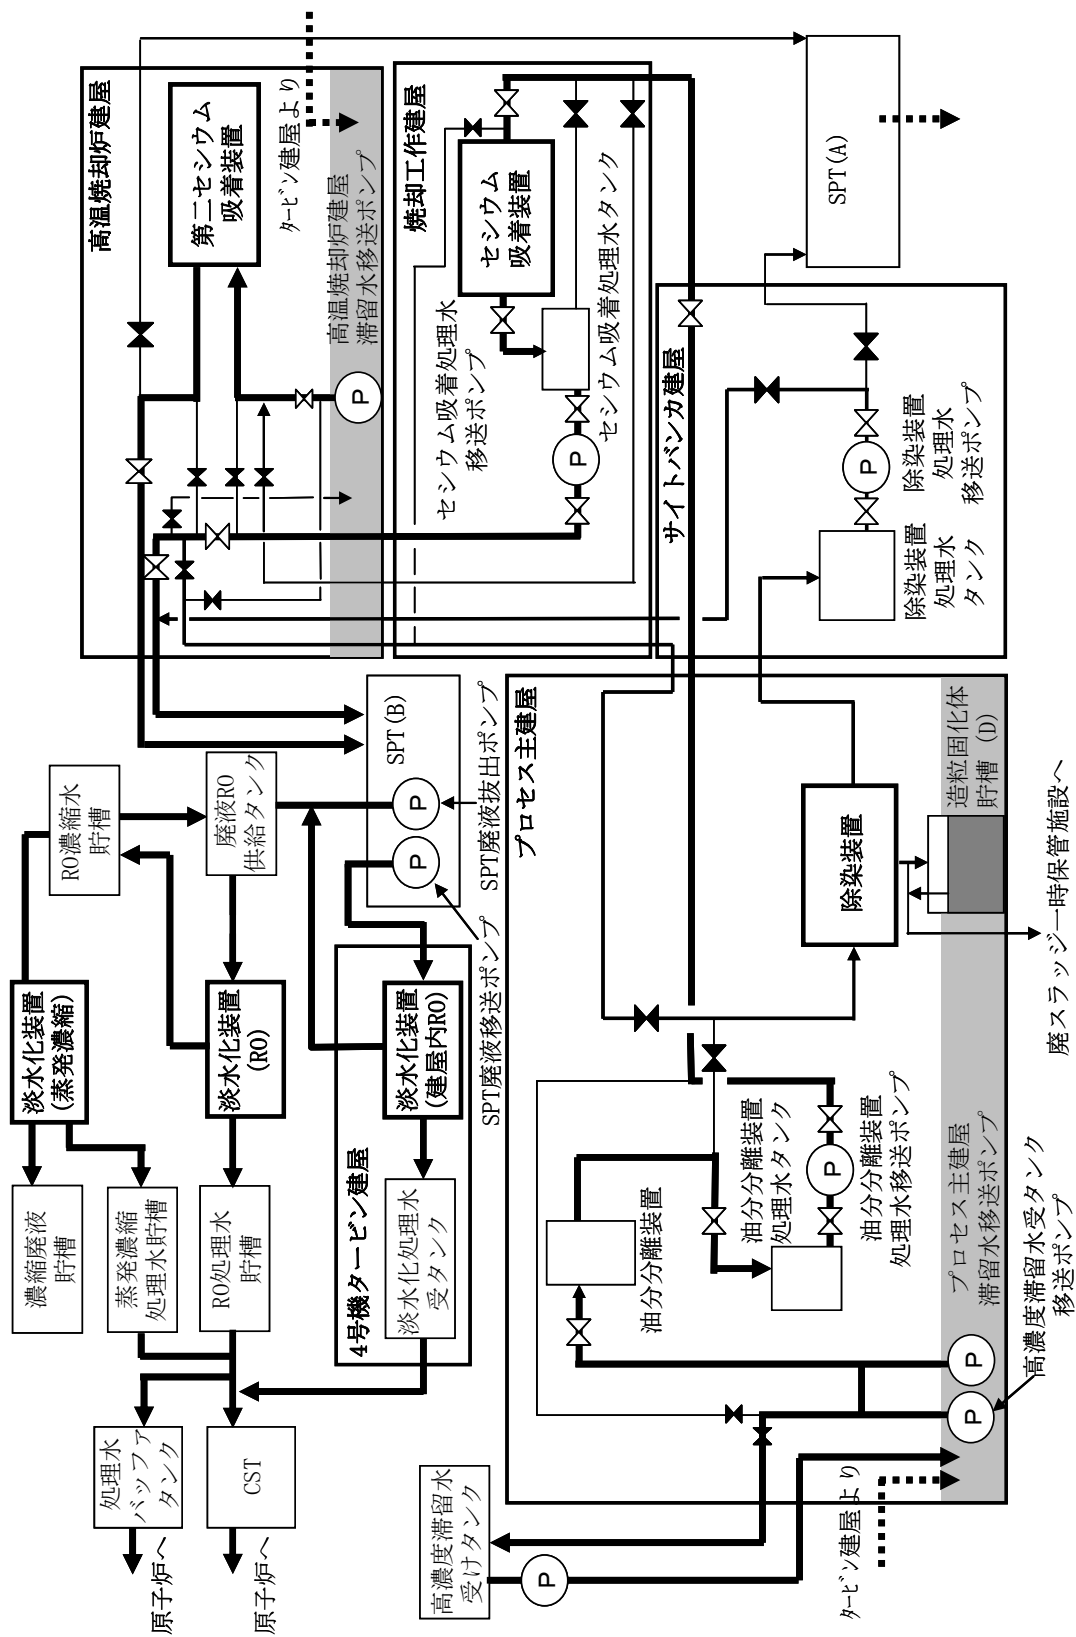 高温焼却炉建屋
第二セシウム
吸着装置
タービン建屋より
高温焼却炉建屋
滞留水移送ポンプ
P
焼却工作建屋
セシウム
吸着装置
セシウム吸着処理水
移送ポンプ
セシウム吸着処理水タンク
P
SPT(A)
サイトバンカ建屋
除染装置
処理水
移送ポンプ
P
除染装置
処理水
タンク
SPT(B)
P
P
SPT廃液抜出ポンプ
SPT廃液移送ポンプ
RO濃縮水
貯槽
廃液RO
供給タンク
淡水化装置
(蒸発濃縮)
淡水化装置
(RO)
淡水化装置
(建屋内RO)
4号機タービン建屋
淡水化処理水
受タンク
濃縮廃液
貯槽
蒸発濃縮
処理水貯槽
RO処理水
貯槽
処理水
バッファ
タンク
CST
原子炉へ
原子炉へ
プロセス主建屋
除染装置
造粒固化体
貯槽(D)
廃スラッジ一時保管施設へ
油分分離装置
油分分離装置
処理水タンク
P
油分分離装置
処理水移送ポンプ
プロセス主建屋
滞留水移送ポンプ
P
P
高濃度滞留水受タンク
移送ポンプ
高濃度滞留水
受けタンク
P
タービン建屋より